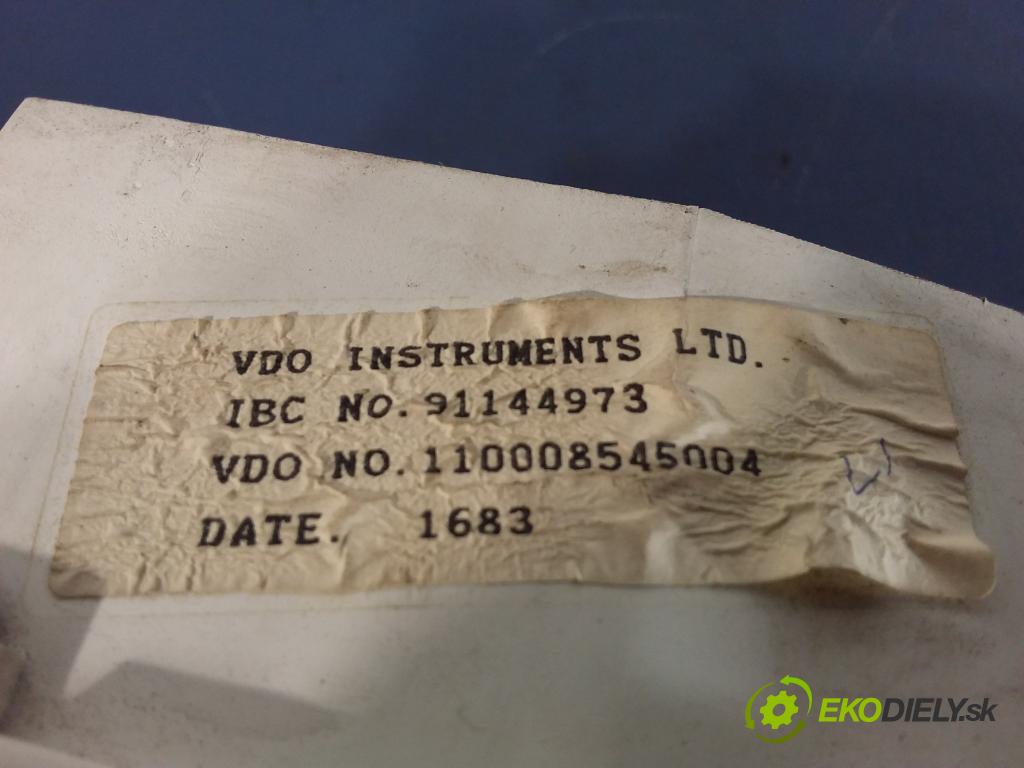 VDO INSTRUMENTS LTD.
IBC NO.91144973
VDO NO.110008545004
DATE. 1683
EKODIELY.sk